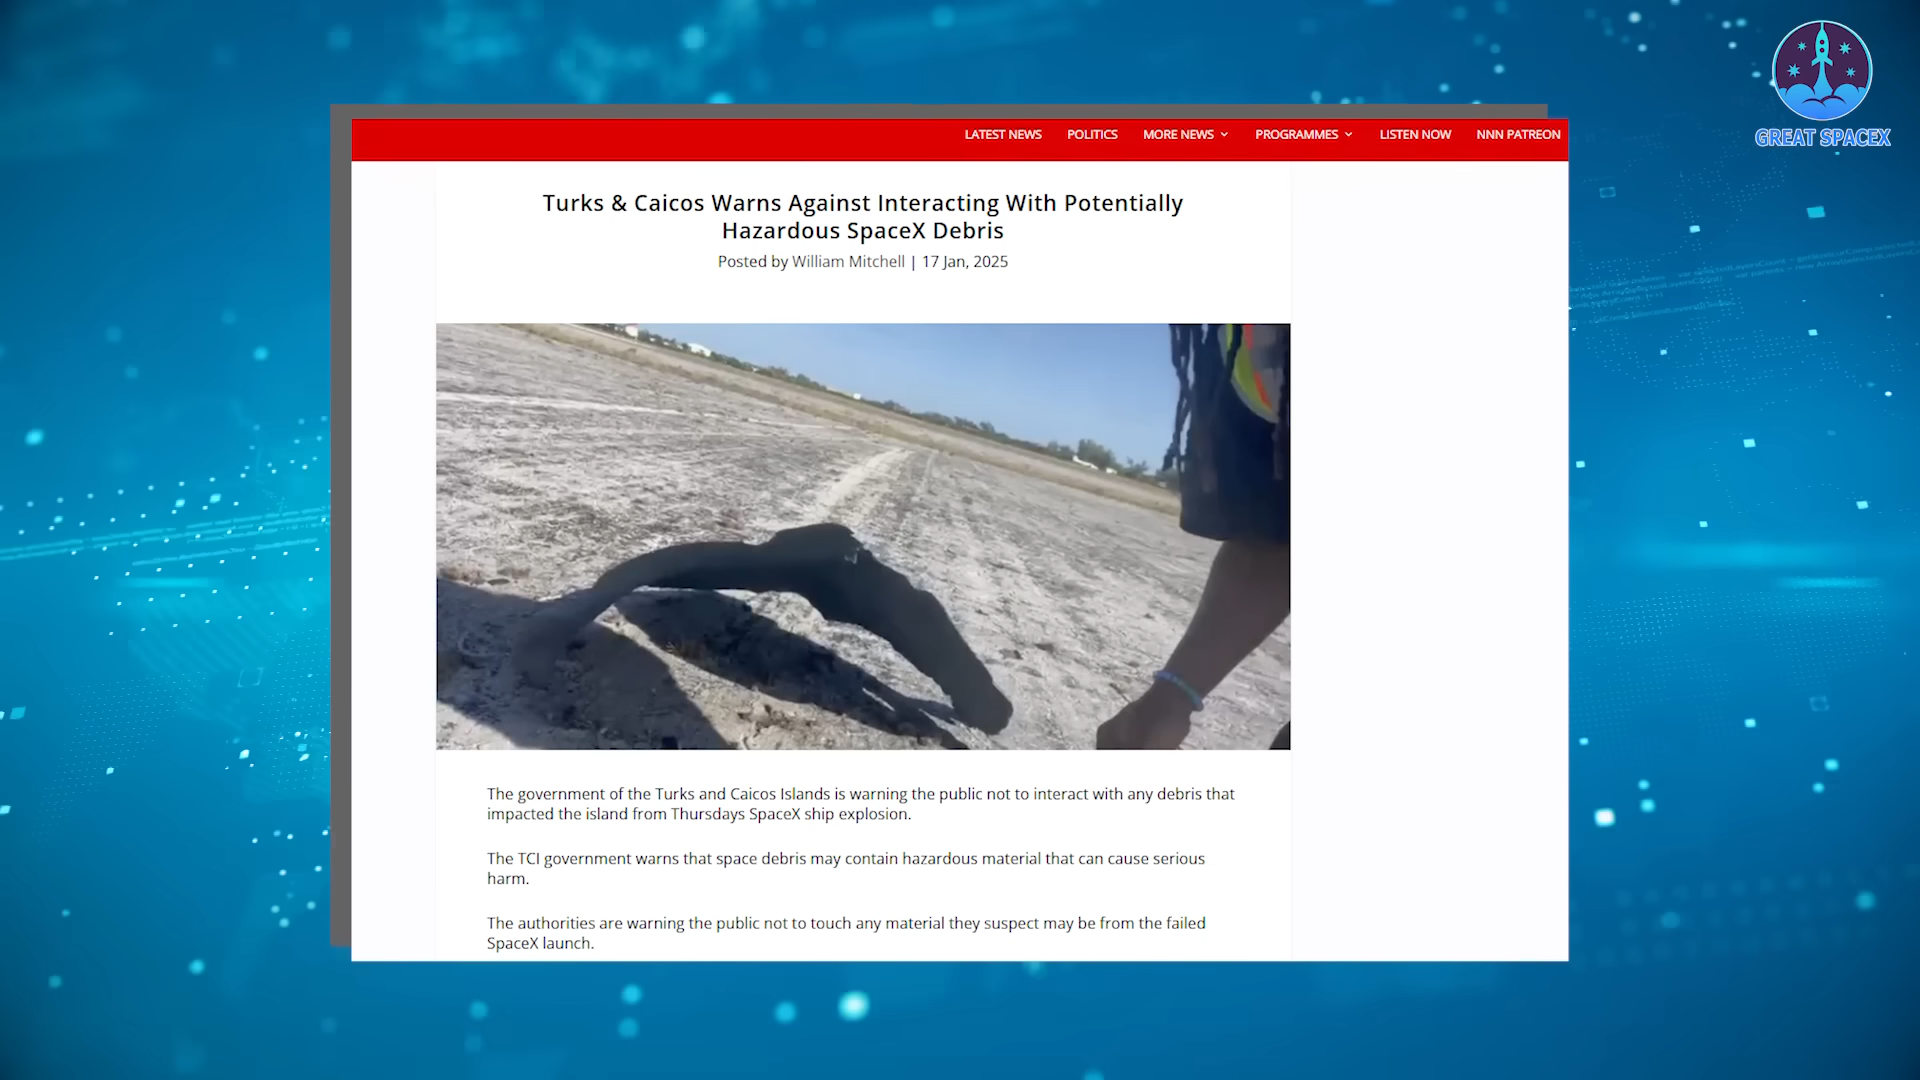 GREAT SPACEX
LATEST NEWS POLITICS MORE NEWS PROGRAMMES LISTEN NOW NNN PATREON
Turks & Caicos Warns Against Interacting With Potentially
Hazardous SpaceX Debris
Posted by William Mitchell | 17 Jan, 2025
The government of the Turks and Caicos Islands is warning the public not to interact with any debris that
impacted the island from Thursdays SpaceX ship explosion.
The TCI government warns that space debris may contain hazardous material that can cause serious
harm.
The authorities are warning the public not to touch any material they suspect may be from the failed
SpaceX launch.